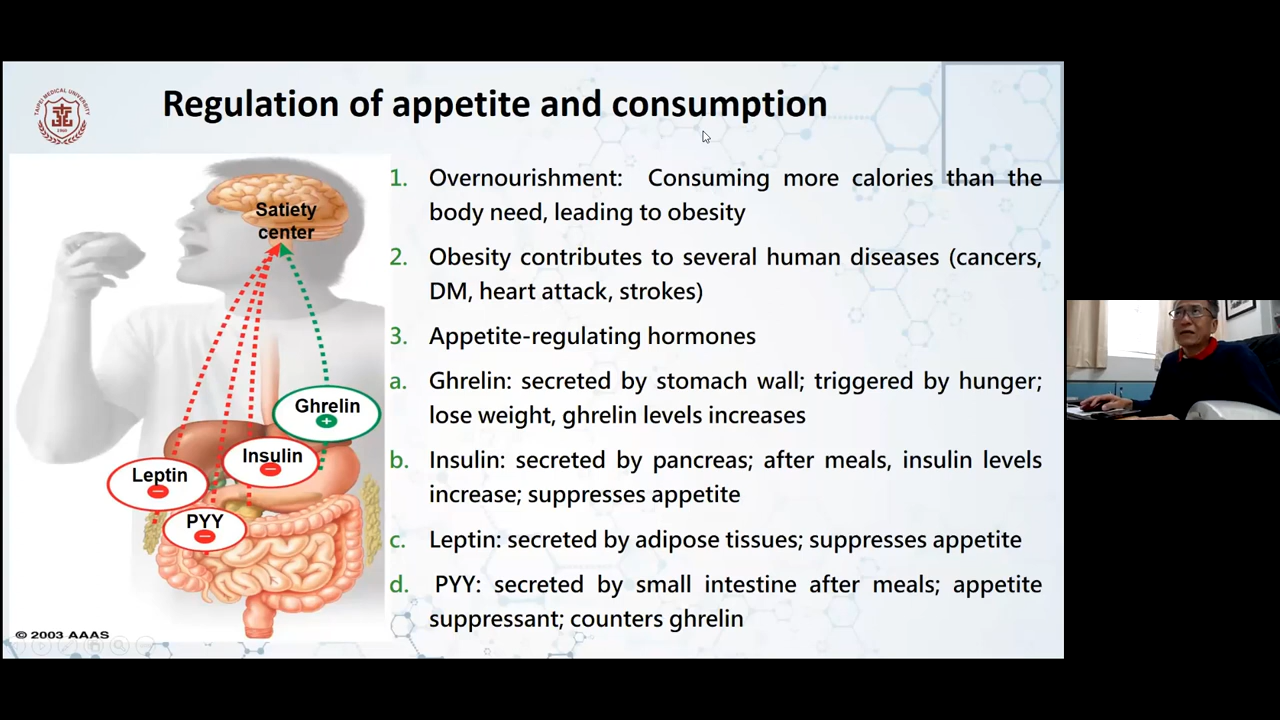 Regulation of appetite and consumption
TAIPEI MEDICAL UNIVERSITY
1960
Satiety
center
Ghrelin
+
Insulin
−
Leptin
−
PYY
−
© 2003 AAAS
1. Overnourishment: Consuming more calories than the
body need, leading to obesity
2. Obesity contributes to several human diseases (cancers,
DM, heart attack, strokes)
3. Appetite-regulating hormones
a. Ghrelin: secreted by stomach wall; triggered by hunger;
lose weight, ghrelin levels increases
b. Insulin: secreted by pancreas; after meals, insulin levels
increase; suppresses appetite
c. Leptin: secreted by adipose tissues; suppresses appetite
d. PYY: secreted by small intestine after meals; appetite
suppressant; counters ghrelin